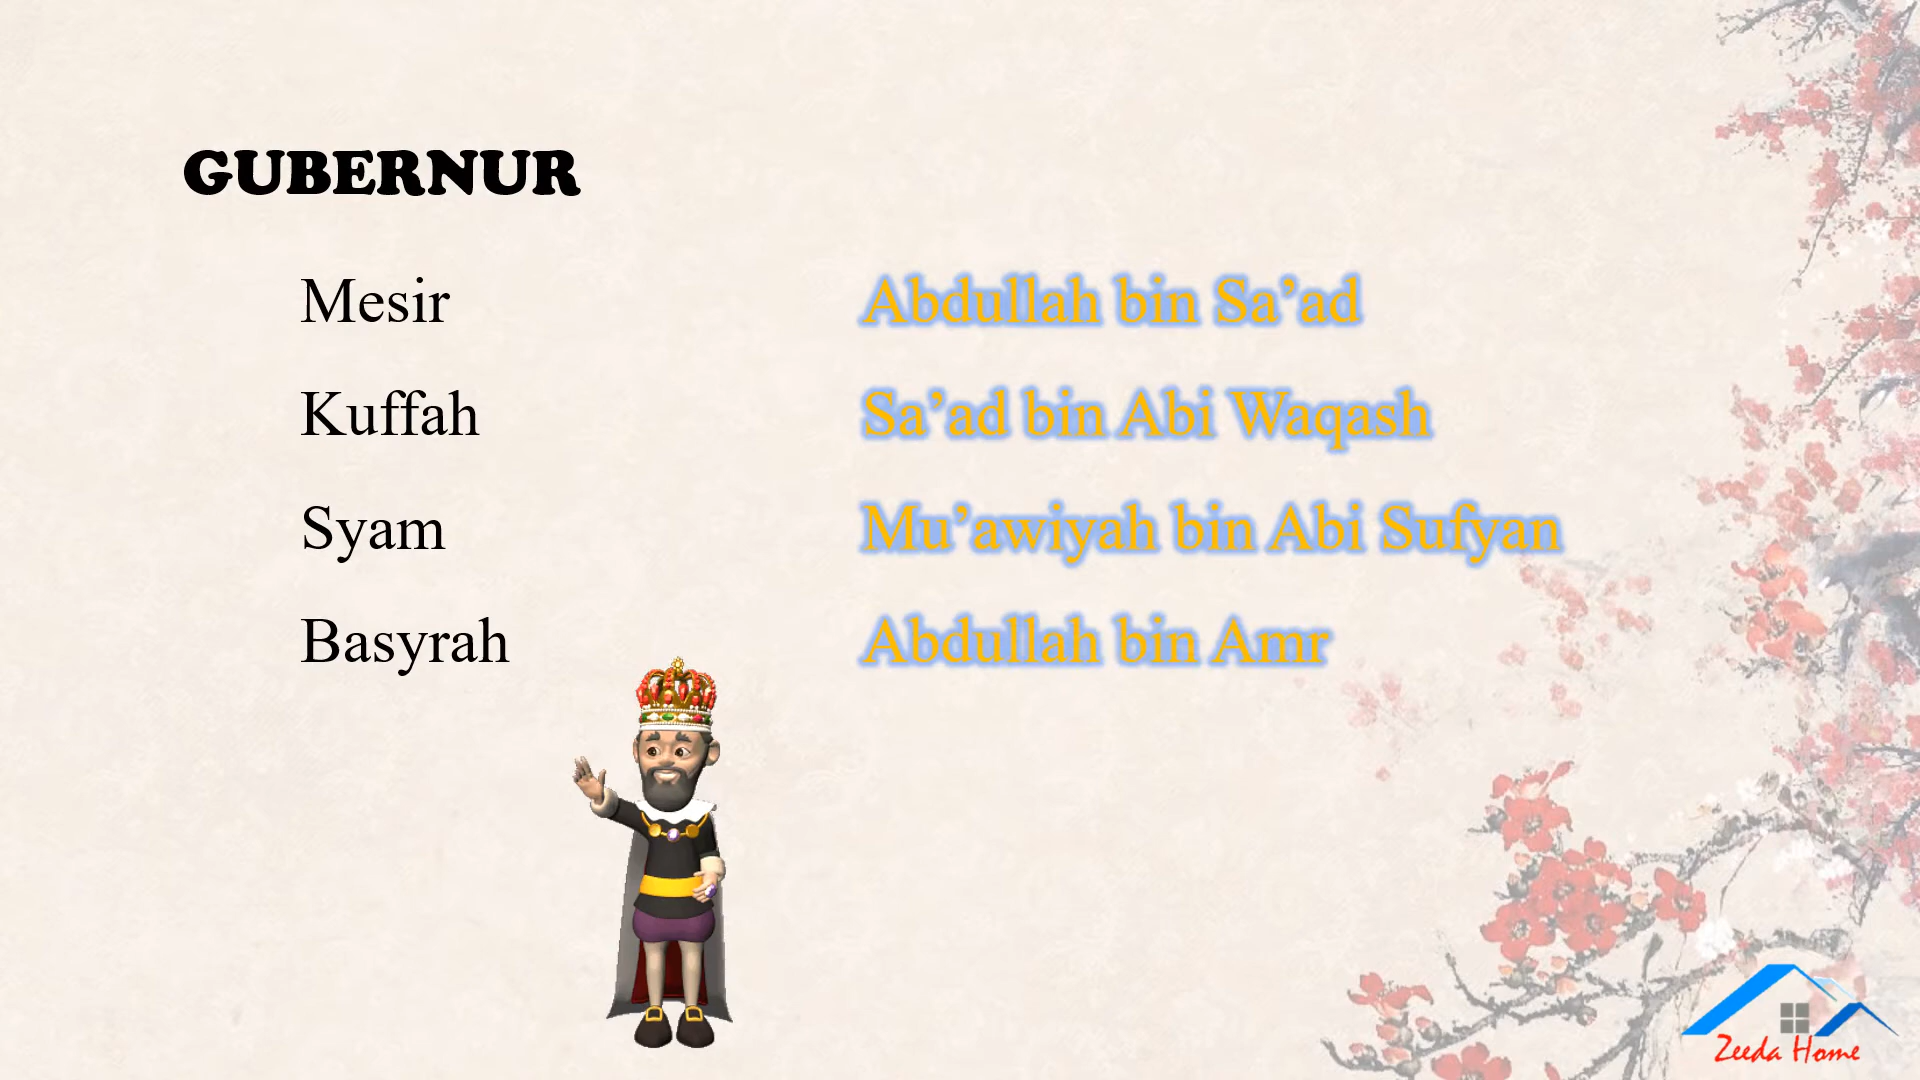 GUBERNUR
Mesir Abdullah bin Sa’ad
Kuffah Sa’ad bin Abi Waqash
Syam Mu’awiyah bin Abi Sufyan
Basyrah Abdullah bin Amr
Zeeda Home